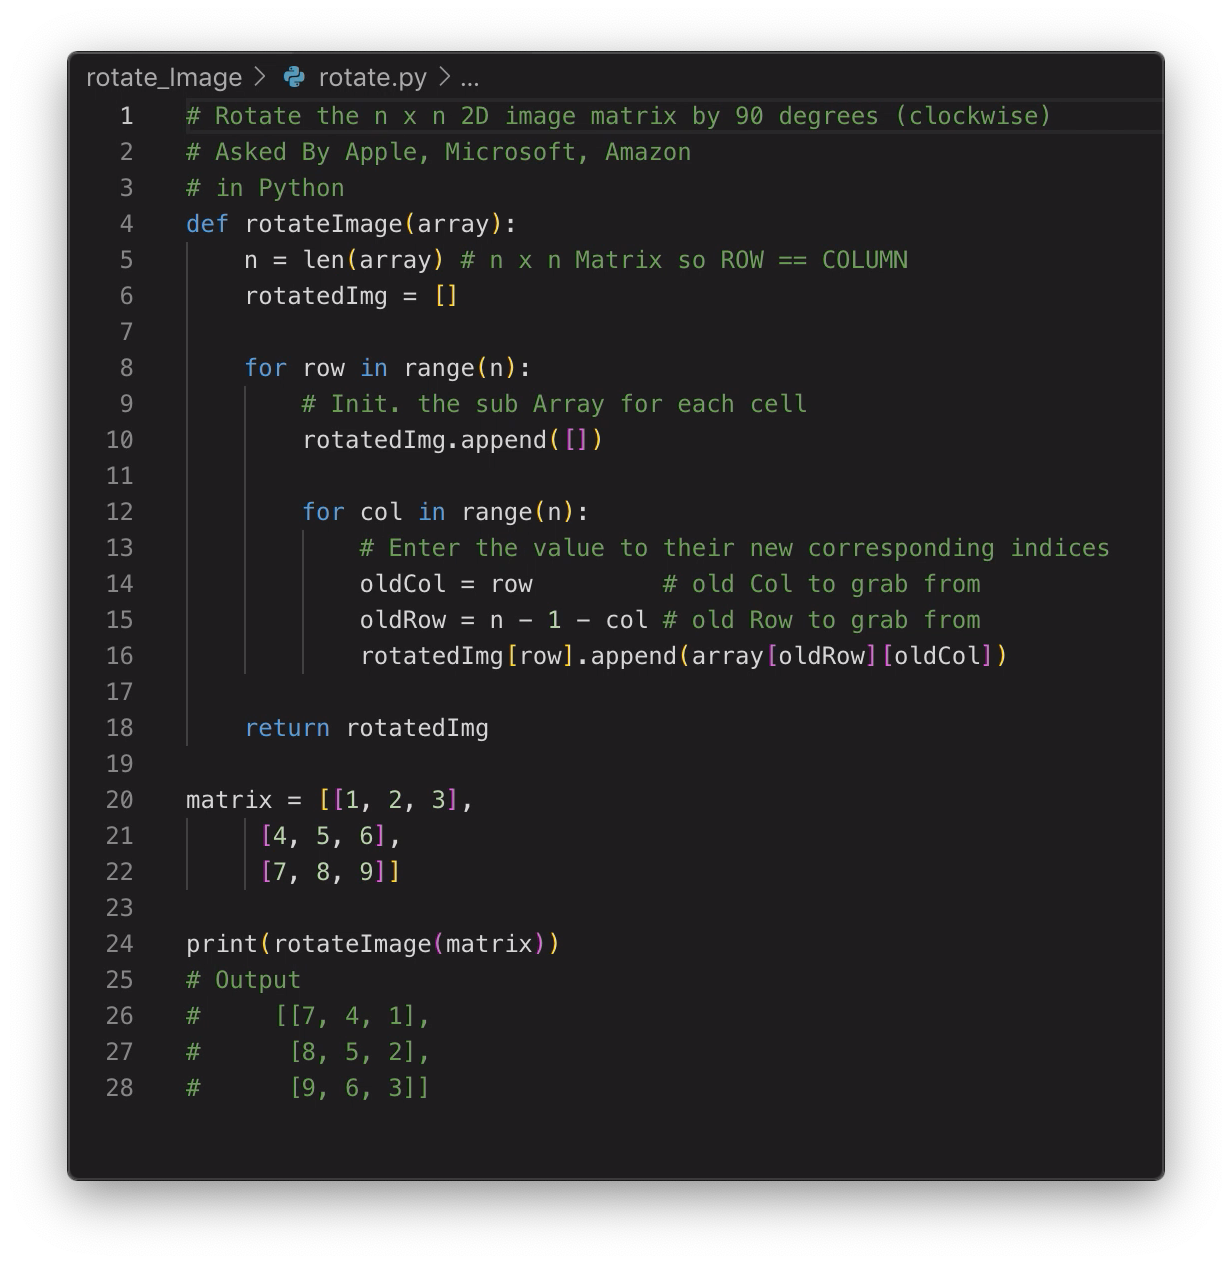 rotate_Image > rotate.py > ...
1 # Rotate the n x n 2D image matrix by 90 degrees (clockwise)
2 # Asked By Apple, Microsoft, Amazon
3 # in Python
4 def rotateImage(array):
5     n = len(array) # n x n Matrix so ROW == COLUMN
6     rotatedImg = []
7
8     for row in range(n):
9         # Init. the sub Array for each cell
10         rotatedImg.append([])
11
12         for col in range(n):
13             # Enter the value to their new corresponding indices
14             oldCol = row         # old Col to grab from
15             oldRow = n - 1 - col # old Row to grab from
16             rotatedImg[row].append(array[oldRow][oldCol])
17
18     return rotatedImg
19
20 matrix = [[1, 2, 3],
21      [4, 5, 6],
22      [7, 8, 9]]
23
24 print(rotateImage(matrix))
25 # Output
26 #     [[7, 4, 1],
27 #      [8, 5, 2],
28 #      [9, 6, 3]]